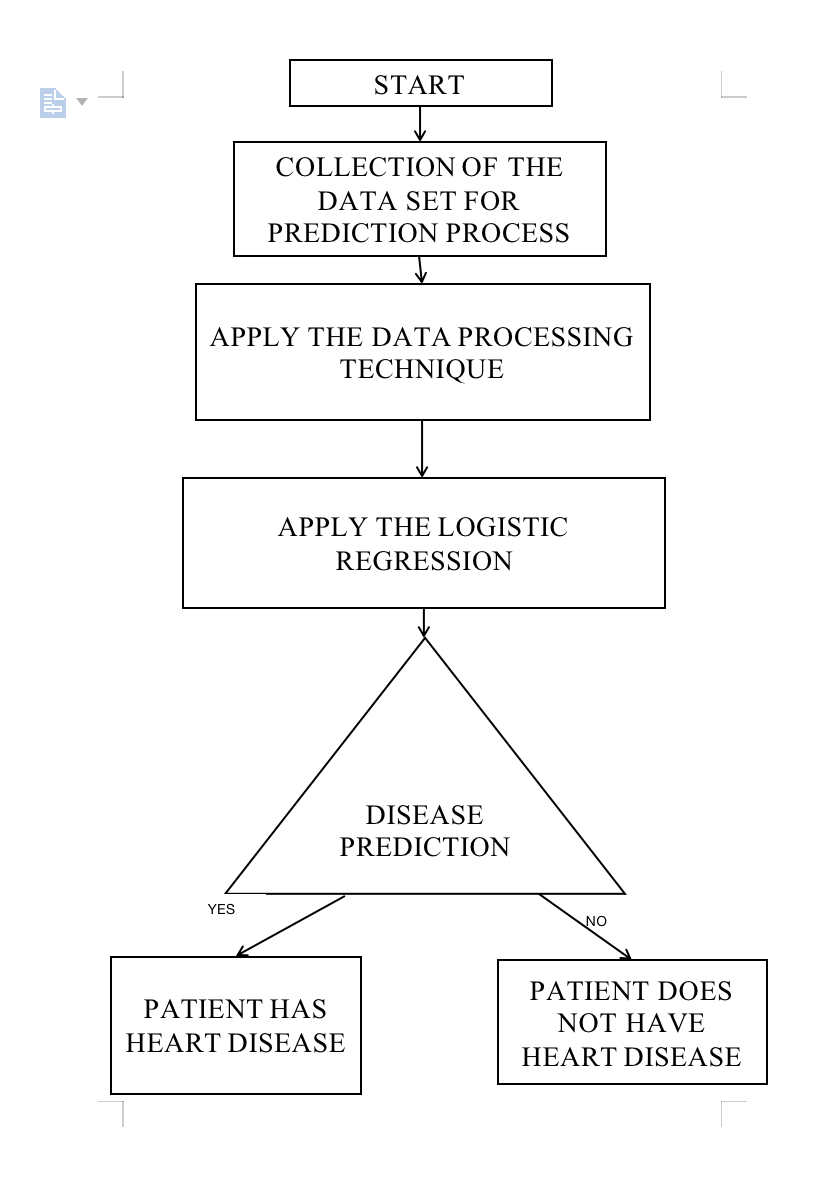 START
COLLECTION OF THE
DATA SET FOR
PREDICTION PROCESS
APPLY THE DATA PROCESSING
TECHNIQUE
APPLY THE LOGISTIC
REGRESSION
DISEASE
PREDICTION
YES
NO
PATIENT HAS
HEART DISEASE
PATIENT DOES
NOT HAVE
HEART DISEASE